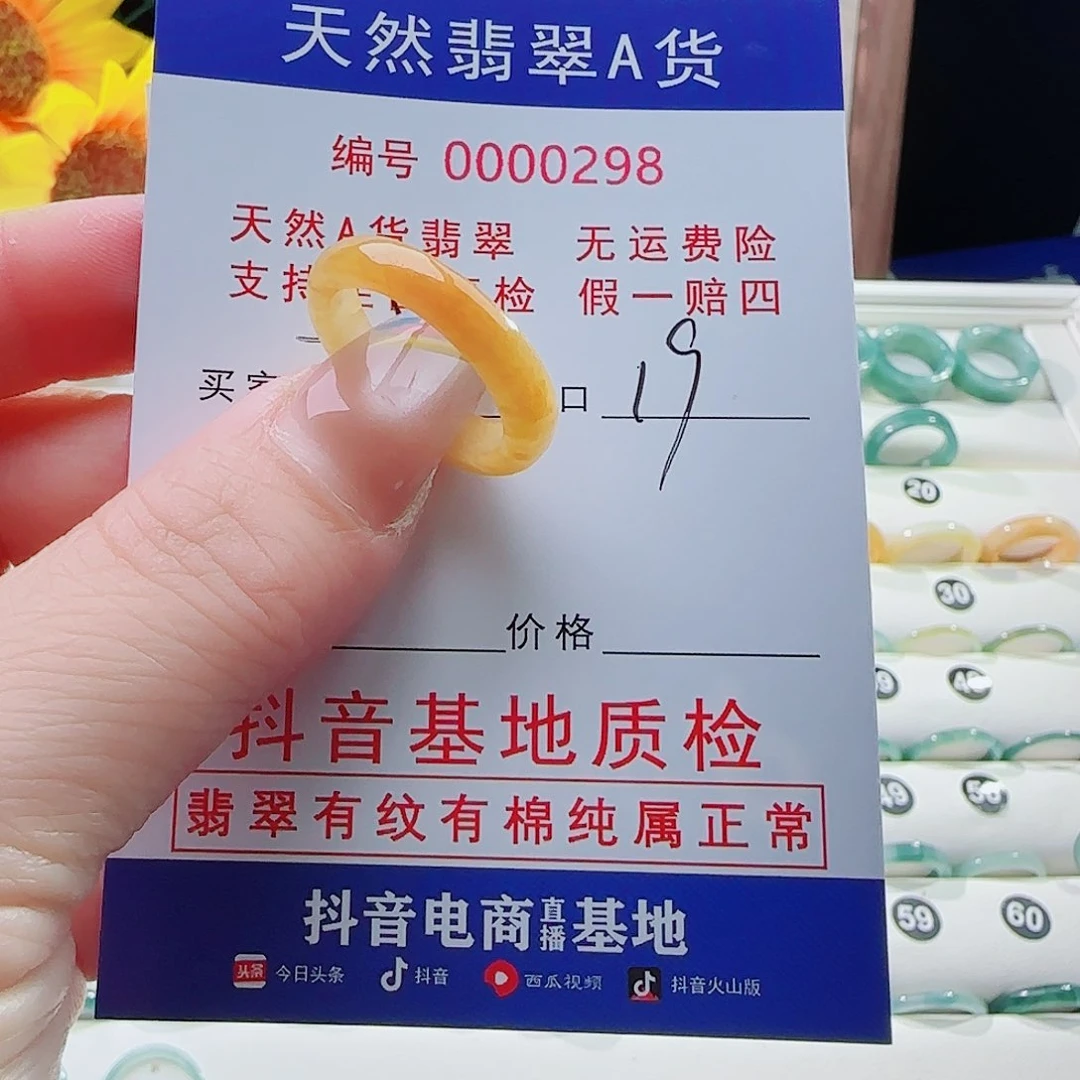 天然翡翠A货
编号 0000298
天然A货翡翠 无运费险
支持 检 假一赔四
买家 口 19
价格
抖音基地质检
翡翠有纹有棉纯属正常
抖音电商直播基地
头条 今日头条 抖音 西瓜视频 抖音火山版
20
30
49
59 60